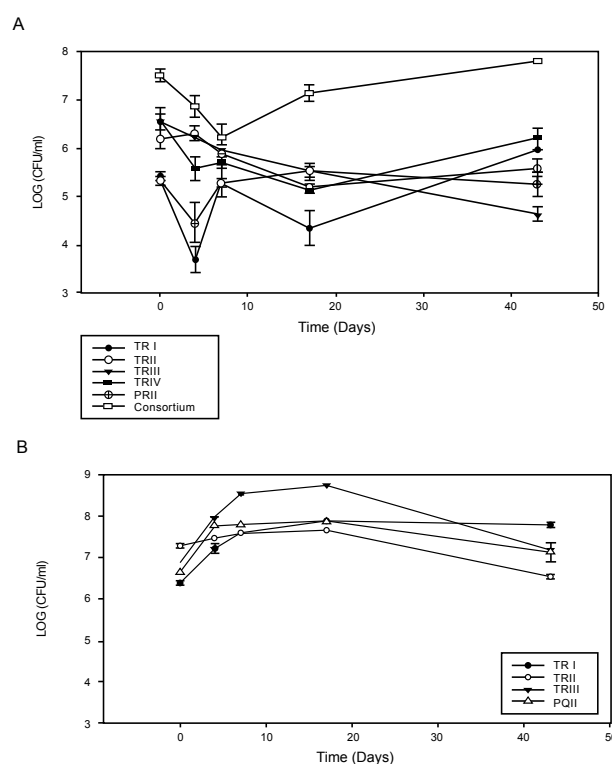 A
8
7
6
5
4
3
LOG (CFU/ml)
0 10 20 30 40 50
Time (Days)
TR I
TRII
TRIII
TRIV
PRII
Consortium
B
9
8
7
6
5
4
3
LOG (CFU/ml)
0 10 20 30 40 50
Time (Days)
TR I
TRII
TRIII
PQII